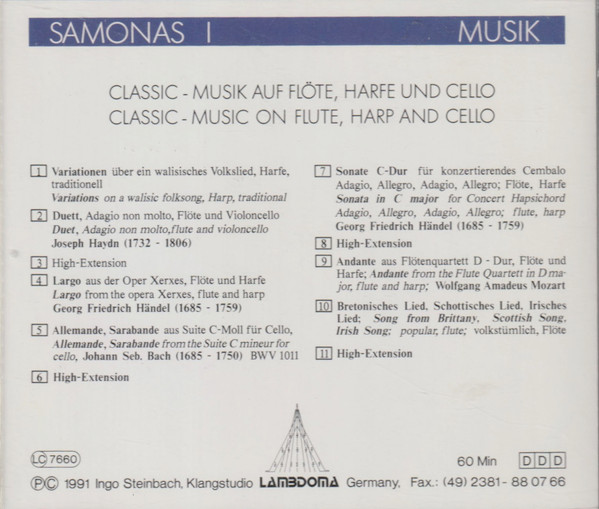 SAMONAS I MUSIK
CLASSIC - MUSIK AUF FLÖTE, HARFE UND CELLO
CLASSIC - MUSIC ON FLUTE, HARP AND CELLO
1 Variationen über ein walisisches Volkslied, Harfe,
traditionell
Variations on a walisic folksong, Harp, traditional
2 Duett, Adagio non molto, Flöte und Violoncello
Duet, Adagio non molto,flute and violoncello
Joseph Haydn (1732 - 1806)
3 High-Extension
4 Largo aus der Oper Xerxes, Flöte und Harfe
Largo from the opera Xerxes, flute and harp
Georg Friedrich Händel (1685 - 1759)
5 Allemande, Sarabande aus Suite C-Moll für Cello,
Allemande, Sarabande from the Suite C mineur for
cello, Johann Seb. Bach (1685 - 1750) BWV 1011
6 High-Extension
7 Sonate C-Dur für konzertierendes Cembalo
Adagio, Allegro, Adagio, Allegro; Flöte, Harfe
Sonata in C major for Concert Hapsichord
Adagio, Allegro, Adagio, Allegro; flute, harp
Georg Friedrich Händel (1685 - 1759)
8 High-Extension
9 Andante aus Flötenquartett D - Dur, Flöte und
Harfe; Andante from the Flute Quartett in D ma-
jor, flute and harp; Wolfgang Amadeus Mozart
10 Bretonisches Lied, Schottisches Lied, Irisches
Lied; Song from Brittany, Scottish Song,
Irish Song; popular, flute; volkstümlich, Flöte
11 High-Extension
LC 7660
60 Min DDD
Ⓟ© 1991 Ingo Steinbach, Klangstudio LAMBDOMA Germany, Fax.: (49) 2381- 88 07 66